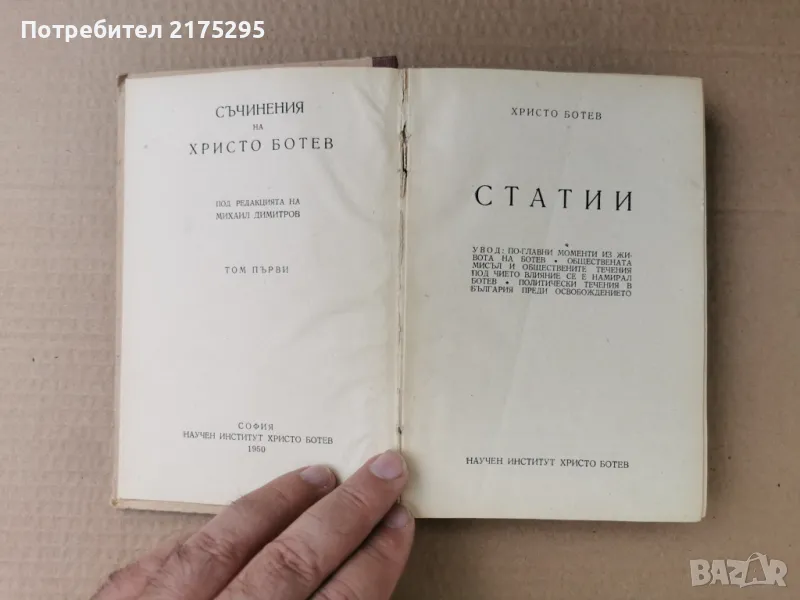 Потребител 2175295
СЪЧИНЕНИЯ
НА
ХРИСТО БОТЕВ
ПОД РЕДАКЦИЯТА НА
МИХАИЛ ДИМИТРОВ
ТОМ ПЪРВИ
СОФИЯ
НАУЧЕН ИНСТИТУТ ХРИСТО БОТЕВ
1950
ХРИСТО БОТЕВ
СТАТИИ
УВОД: ПО-ГЛАВНИ МОМЕНТИ ИЗ ЖИ-
ВОТА НА БОТЕВ • ОБЩЕСТВЕНАТА
МИСЪЛ И ОБЩЕСТВЕНИТЕ ТЕЧЕНИЯ
ПОД ЧИЕТО ВЛИЯНИЕ СЕ Е НАМИРАЛ
БОТЕВ • ПОЛИТИЧЕСКИ ТЕЧЕНИЯ В
БЪЛГАРИЯ ПРЕДИ ОСВОБОЖДЕНИЕТО
НАУЧЕН ИНСТИТУТ ХРИСТО БОТЕВ
BAZAR